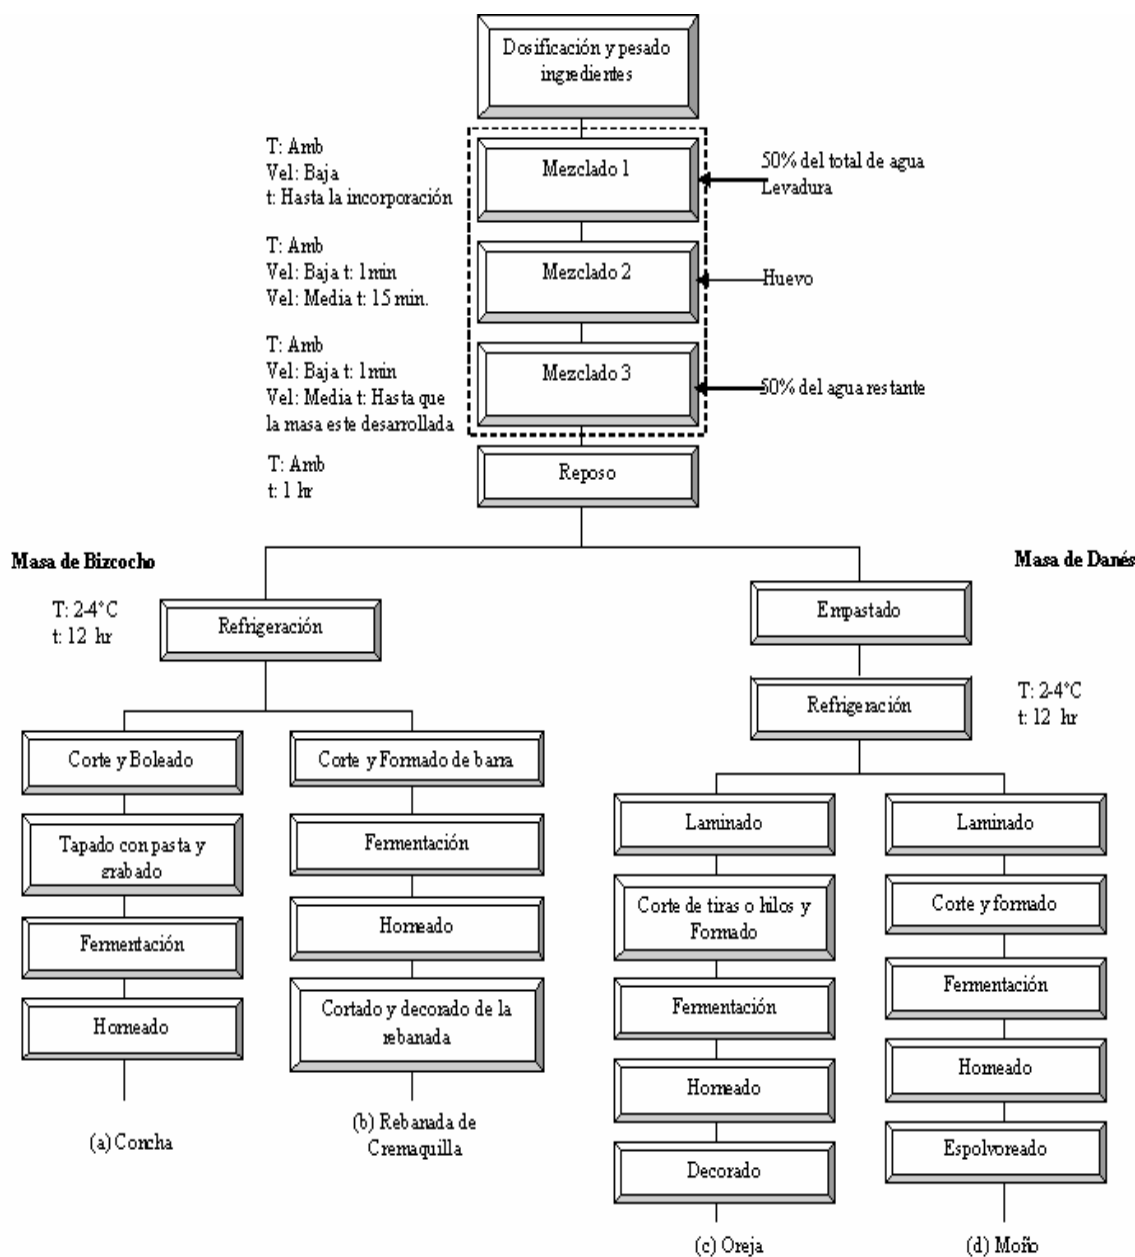 Dosificación y pesado
ingredientes
T: Amb
Vel: Baja
t: Hasta la incorporación
Mezclado 1
50% del total de agua
Levadura
T: Amb
Vel: Baja t: 1min
Vel: Media t: 15 min.
Mezclado 2
Huevo
T: Amb
Vel: Baja t: 1min
Vel: Media t: Hasta que
la masa este desarrollada
Mezclado 3
50% del agua restante
T: Amb
t: 1 hr
Reposo
Masa de Bizcocho
T: 2-4°C
t: 12 hr
Refrigeración
Corte y Boleado
Tapado con pasta y
grabado
Fermentación
Horneado
(a) Concha
Corte y Formado de barra
Fermentación
Horneado
Cortado y decorado de la
rebanada
(b) Rebanada de
Cremaquilla
Masa de Danés
Empastado
Refrigeración
T: 2-4°C
t: 12 hr
Laminado
Corte de tiras o hilos y
Formado
Fermentación
Horneado
Decorado
(c) Oreja
Laminado
Corte y formado
Fermentación
Horneado
Espolvoreado
(d) Moño